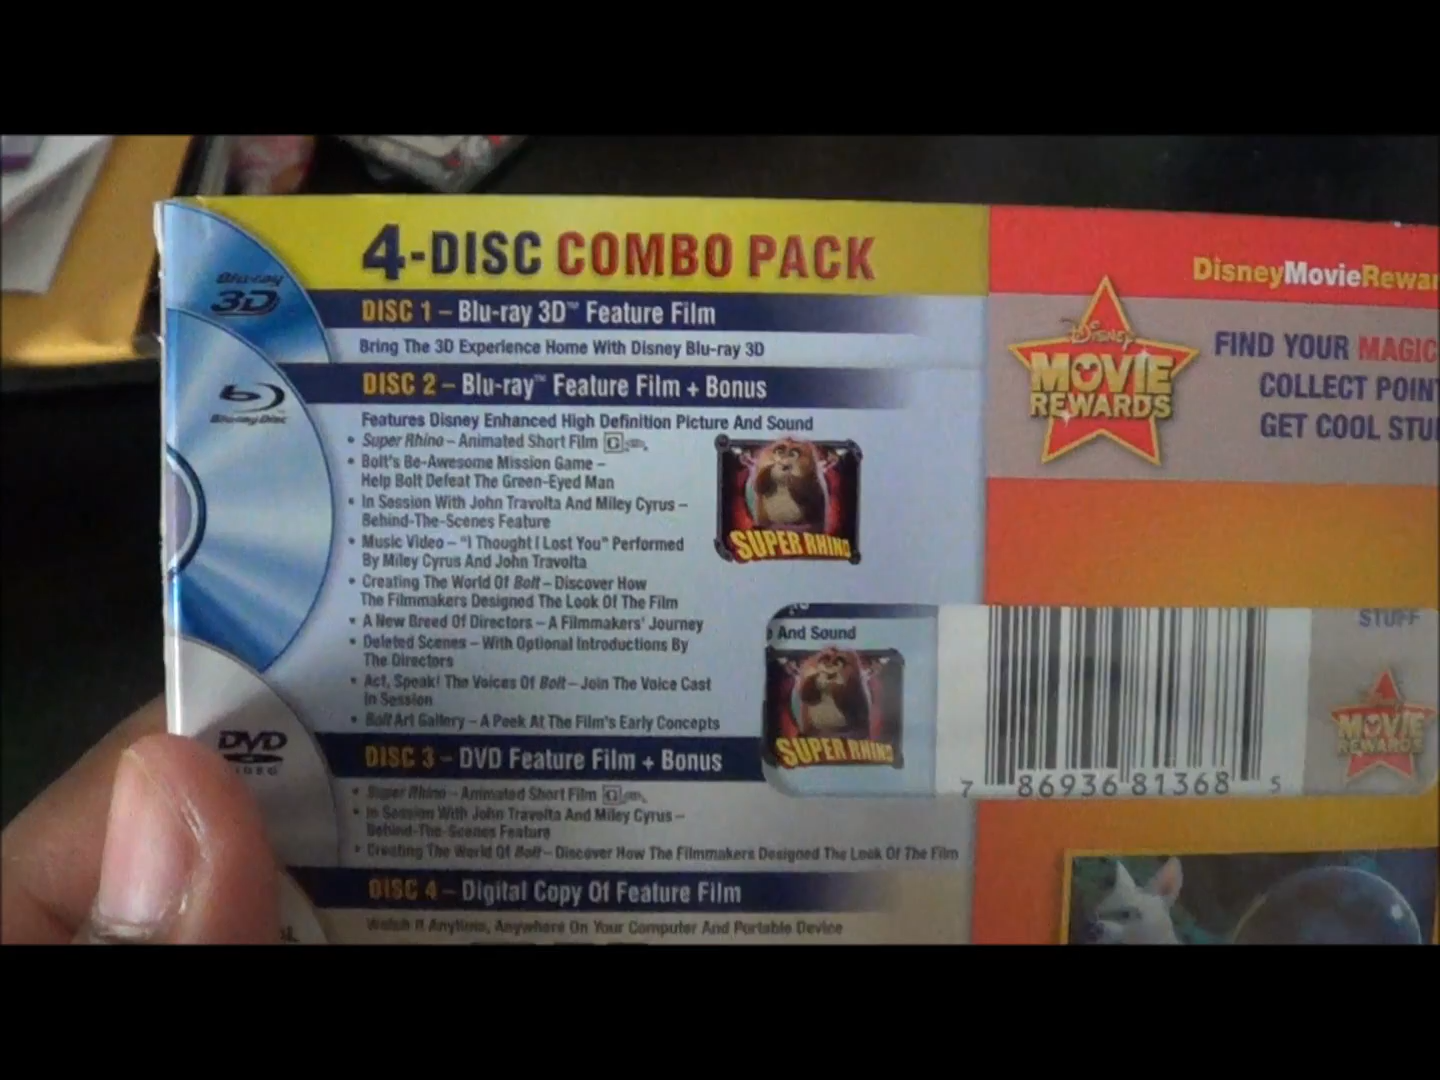 4-DISC COMBO PACK
Blu-ray
3D
DISC 1 – Blu-ray 3D™ Feature Film
Bring The 3D Experience Home With Disney Blu-ray 3D
Blu-ray Disc
DISC 2 – Blu-ray™ Feature Film + Bonus
Features Disney Enhanced High Definition Picture And Sound
• Super Rhino – Animated Short Film G
• Bolt's Be-Awesome Mission Game –
Help Bolt Defeat The Green-Eyed Man
• In Session With John Travolta And Miley Cyrus –
Behind-The-Scenes Feature
• Music Video – "I Thought I Lost You" Performed
By Miley Cyrus And John Travolta
• Creating The World Of Bolt – Discover How
The Filmmakers Designed The Look Of The Film
• A New Breed Of Directors – A Filmmakers' Journey
• Deleted Scenes – With Optional Introductions By
The Directors
• Act, Speak! The Voices Of Bolt – Join The Voice Cast
In Session
• Bolt Art Gallery – A Peek At The Film's Early Concepts
SUPER RHINO
DVD
VIDEO
DISC 3 – DVD Feature Film + Bonus
• Super Rhino – Animated Short Film G
• In Session With John Travolta And Miley Cyrus –
Behind-The-Scenes Feature
• Creating The World Of Bolt – Discover How The Filmmakers Designed The Look Of The Film
DISC 4 – Digital Copy Of Feature Film
Watch It Anytime, Anywhere On Your Computer And Portable Device
And Sound
SUPER RHINO
7 86936 81368 5
STUFF
MOVIE
REWARDS
DisneyMovieRewar
Disney
MOVIE
REWARDS
FIND YOUR MAGIC
COLLECT POINT
GET COOL STU